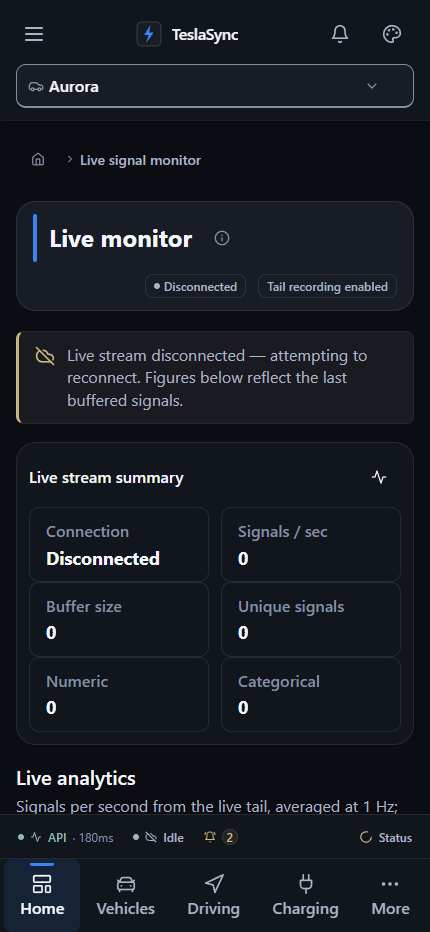 TeslaSync
Aurora
Live signal monitor
Live monitor
Disconnected
Tail recording enabled
Live stream disconnected — attempting to
reconnect. Figures below reflect the last
buffered signals.
Live stream summary
Connection
Disconnected
Signals / sec
0
Buffer size
0
Unique signals
0
Numeric
0
Categorical
0
Live analytics
Signals per second from the live tail, averaged at 1 Hz;
API · 180ms
Idle
2
Status
Home
Vehicles
Driving
Charging
More